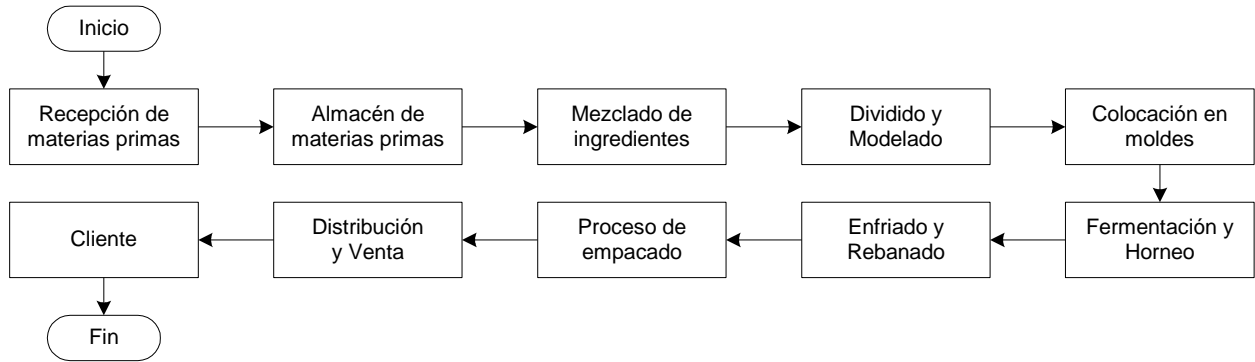 Inicio
Recepción de
materias primas
Almacén de
materias primas
Mezclado de
ingredientes
Dividido y
Modelado
Colocación en
moldes
Fermentación y
Horneo
Enfriado y
Rebanado
Proceso de
empacado
Distribución
y Venta
Cliente
Fin